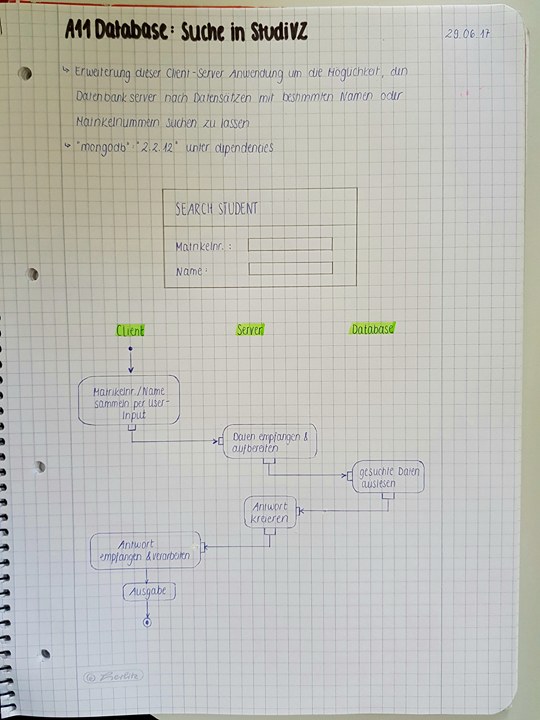 A11 Database: Suche in StudiVZ
29.06.17
↳ Erweiterung dieser Client-Server Anwendung um die Möglichkeit, den
Datenbankserver nach Datensätzen mit bestimmten Namen oder
Matrikelnummern suchen zu lassen
↳ "mongodb": "2.2.12" unter dependencies
SEARCH STUDENT
Matrikelnr.:
Name:
Client Server Database
Matrikelnr./Name
sammeln per User-
Input
Daten empfangen &
aufbereiten
gesuchte Daten
auslesen
Antwort
kreieren
Antwort
empfangen & verarbeiten
Ausgabe